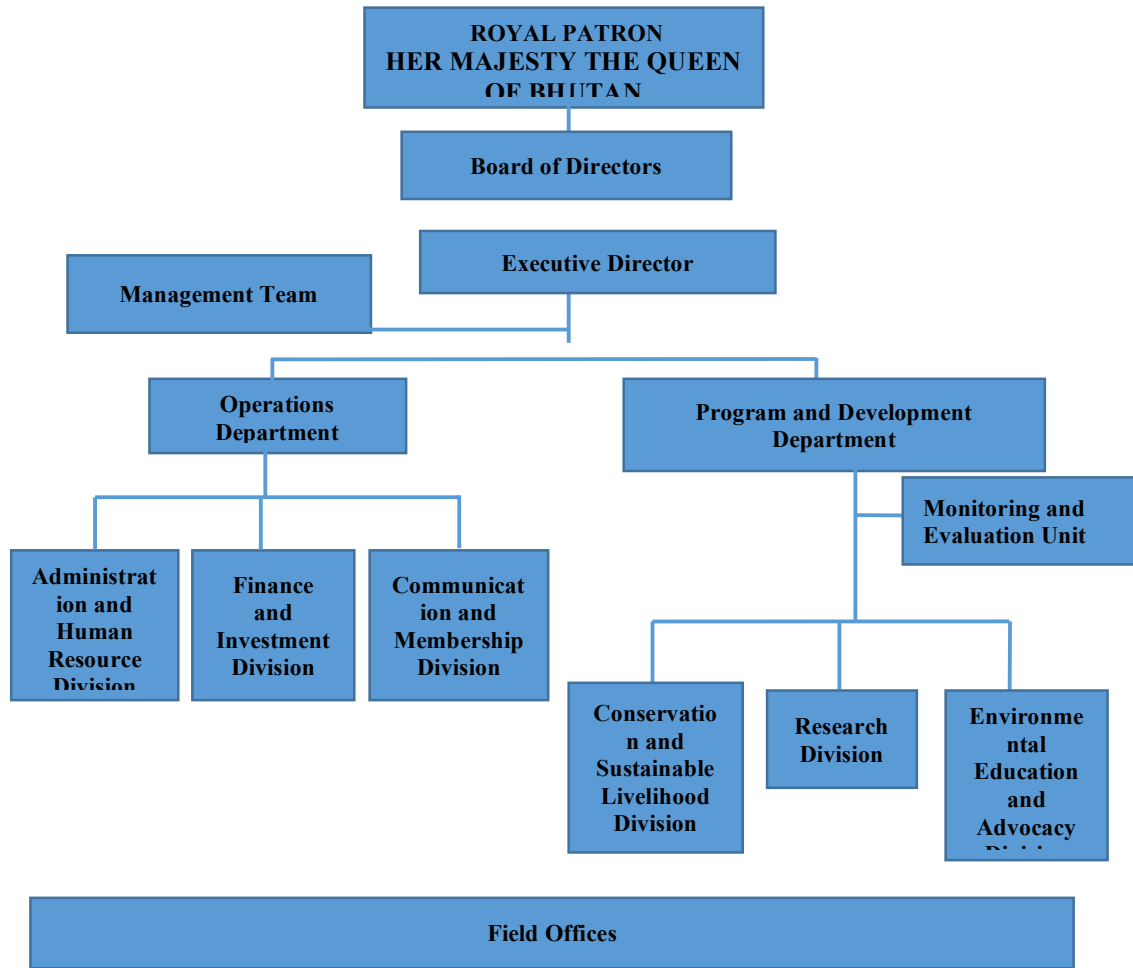 ROYAL PATRON
HER MAJESTY THE QUEEN
OF BHUTAN
Board of Directors
Executive Director
Management Team
Operations
Department
Program and Development
Department
Monitoring and
Evaluation Unit
Administrat
ion and
Human
Resource
Division
Finance
and
Investment
Division
Communicat
ion and
Membership
Division
Conservatio
n and
Sustainable
Livelihood
Division
Research
Division
Environme
ntal
Education
and
Advocacy
Division
Field Offices